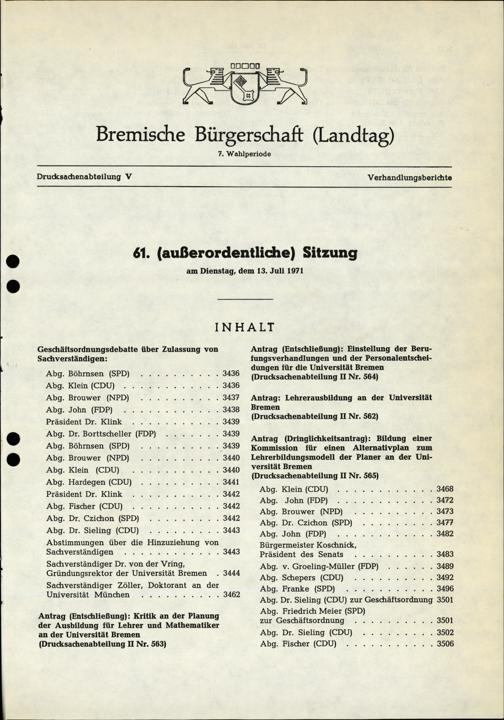 Bremische Bürgerschaft (Landtag)
7. Wahlperiode
Drucksachenabteilung V
Verhandlungsberichte
61. (außerordentliche) Sitzung
am Dienstag, dem 13. Juli 1971
INHALT
Geschäftsordnungsdebatte über Zulassung von
Sachverständigen:
Abg. Böhrnsen (SPD) . . . . . . . . . . 3436
Abg. Klein (CDU) . . . . . . . . . . . . 3436
Abg. Brouwer (NPD) . . . . . . . . . . 3437
Abg. John (FDP) . . . . . . . . . . . . 3438
Präsident Dr. Klink . . . . . . . . . . . 3439
Abg. Dr. Borttscheller (FDP) . . . . . . . 3439
Abg. Böhrnsen (SPD) . . . . . . . . . . 3439
Abg. Brouwer (NPD) . . . . . . . . . . 3440
Abg. Klein (CDU) . . . . . . . . . . . . 3440
Abg. Hardegen (CDU) . . . . . . . . . . 3441
Präsident Dr. Klink . . . . . . . . . . . 3442
Abg. Fischer (CDU) . . . . . . . . . . . 3442
Abg. Dr. Czichon (SPD) . . . . . . . . . 3442
Abg. Dr. Sieling (CDU) . . . . . . . . . 3443
Abstimmungen über die Hinzuziehung von
Sachverständigen . . . . . . . . . . . . 3443
Sachverständiger Dr. von der Vring,
Gründungsrektor der Universität Bremen . 3444
Sachverständiger Zöller, Doktorant an der
Universität München . . . . . . . . . . 3462
Antrag (Entschließung): Kritik an der Planung
der Ausbildung für Lehrer und Mathematiker
an der Universität Bremen
(Drucksachenabteilung II Nr. 563)
Antrag (Entschließung): Einstellung der Beru-
fungsverhandlungen und der Personalentschei-
dungen für die Universität Bremen
(Drucksachenabteilung II Nr. 564)
Antrag: Lehrerausbildung an der Universität
Bremen
(Drucksachenabteilung II Nr. 562)
Antrag (Dringlichkeitsantrag): Bildung einer
Kommission für einen Alternativplan zum
Lehrerbildungsmodell der Planer an der Uni-
versität Bremen
(Drucksachenabteilung II Nr. 565)
Abg. Klein (CDU) . . . . . . . . . . . . 3468
Abg. John (FDP) . . . . . . . . . . . . 3472
Abg. Brouwer (NPD) . . . . . . . . . . 3473
Abg. Dr. Czichon (SPD) . . . . . . . . . 3477
Abg. John (FDP) . . . . . . . . . . . . 3482
Bürgermeister Koschnick,
Präsident des Senats . . . . . . . . . . 3483
Abg. v. Groeling-Müller (FDP) . . . . . . 3489
Abg. Schepers (CDU) . . . . . . . . . . 3492
Abg. Franke (SPD) . . . . . . . . . . . 3496
Abg. Dr. Sieling (CDU) zur Geschäftsordnung 3501
Abg. Friedrich Meier (SPD)
zur Geschäftsordnung . . . . . . . . . . 3501
Abg. Dr. Sieling (CDU) . . . . . . . . . 3502
Abg. Fischer (CDU) . . . . . . . . . . . 3506